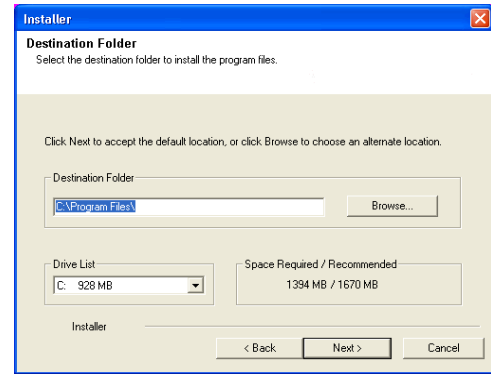 Installer
Destination Folder
Select the destination folder to install the program files.
Click Next to accept the default location, or click Browse to choose an alternate location.
Destination Folder
C:\Program Files\
Browse...
Drive List
C: 928 MB
Space Required / Recommended
1394 MB / 1670 MB
Installer
< Back
Next >
Cancel